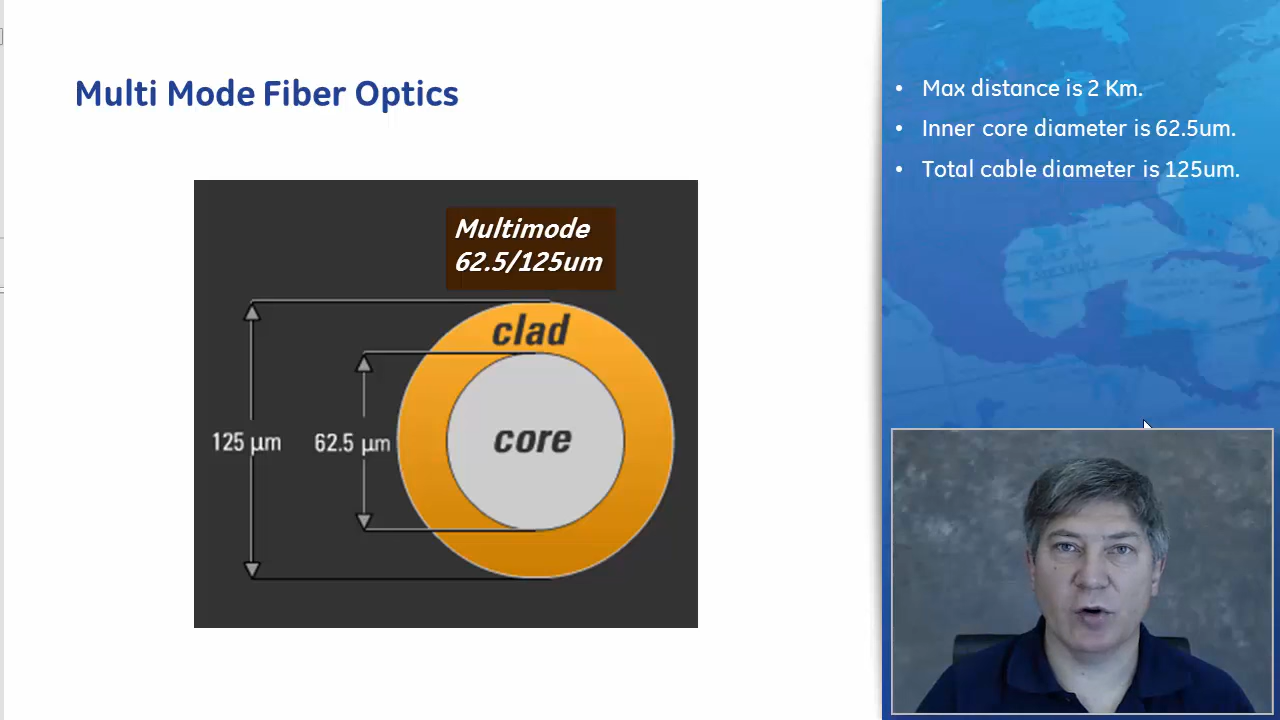 Multi Mode Fiber Optics
• Max distance is 2 Km.
• Inner core diameter is 62.5um.
• Total cable diameter is 125um.
Multimode
62.5/125um
clad
core
125 µm
62.5 µm